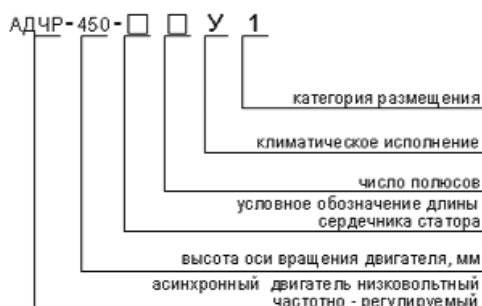 АДЧР-450-□ □ У 1
категория размещения
климатическое исполнение
число полюсов
условное обозначение длины
сердечника статора
высота оси вращения двигателя, мм
асинхронный двигатель низковольтный
частотно - регулируемый